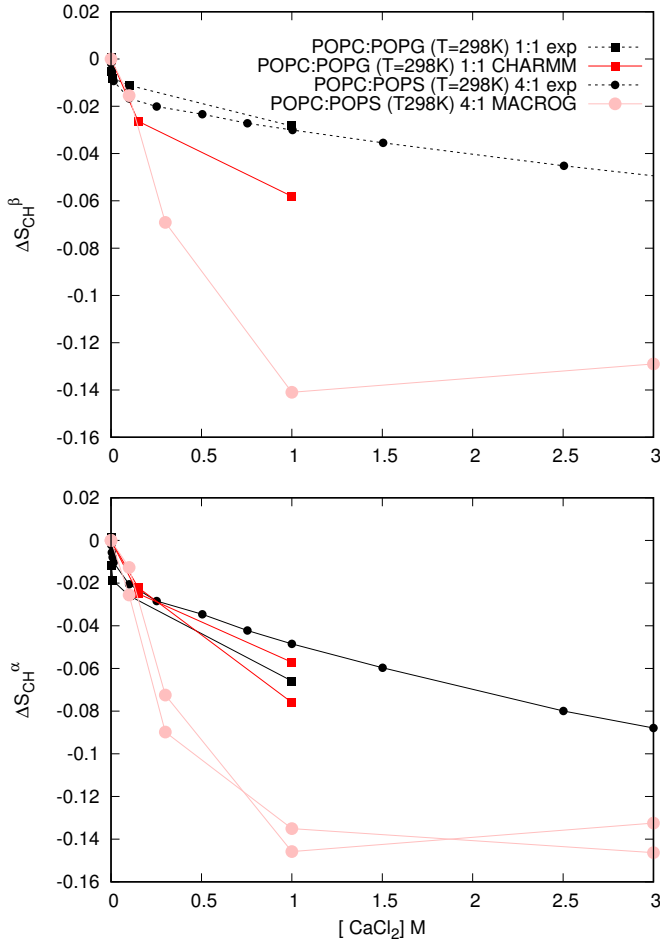 0.02
0
-0.02
-0.04
-0.06
-0.08
-0.1
-0.12
-0.14
-0.16
ΔS_CH^β
POPC:POPG (T=298K) 1:1 exp
POPC:POPG (T=298K) 1:1 CHARMM
POPC:POPS (T=298K) 4:1 exp
POPC:POPS (T298K) 4:1 MACROG
0 0.5 1 1.5 2 2.5 3
0.02
0
-0.02
-0.04
-0.06
-0.08
-0.1
-0.12
-0.14
-0.16
ΔS_CH^α
0 0.5 1 1.5 2 2.5 3
[ CaCl₂] M